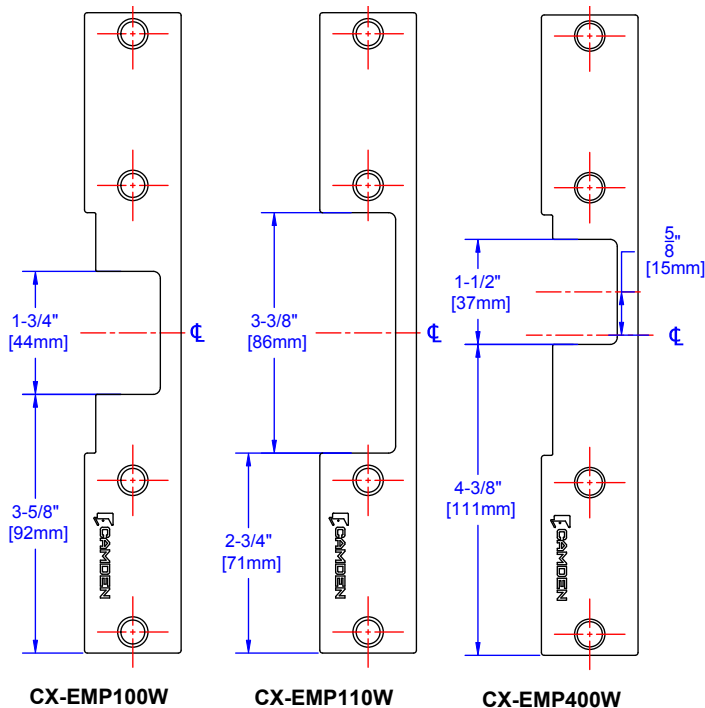 1-3/4"
[44mm]
℄
3-5/8"
[92mm]
CAMDEN
CX-EMP100W
3-3/8"
[86mm]
℄
2-3/4"
[71mm]
CAMDEN
CX-EMP110W
5/8"
[15mm]
1-1/2"
[37mm]
℄
4-3/8"
[111mm]
CAMDEN
CX-EMP400W